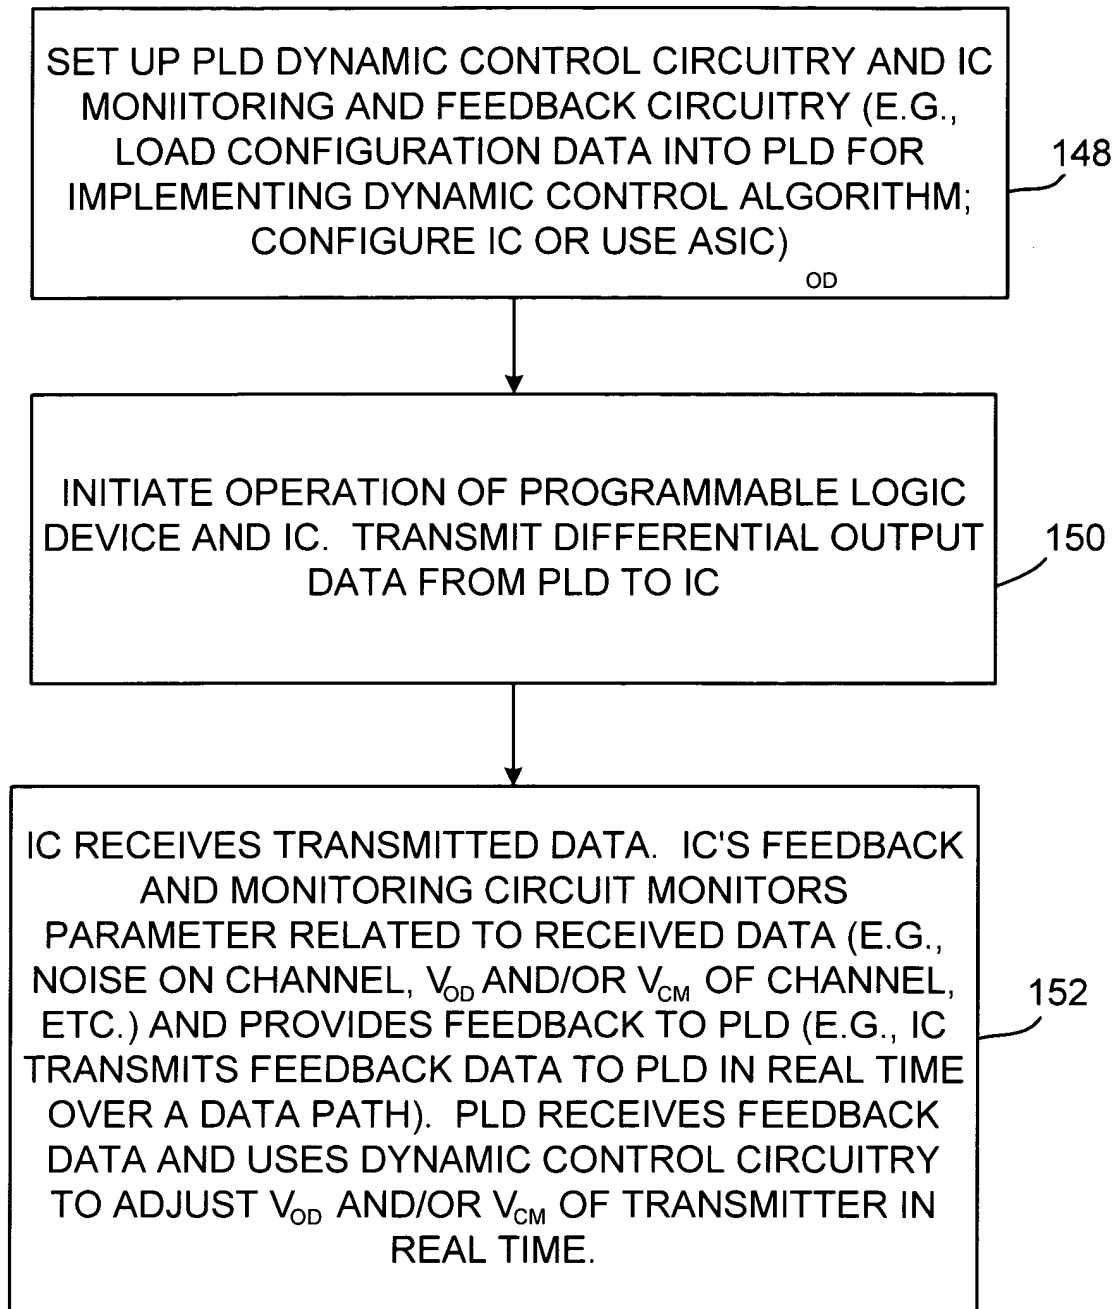 SET UP PLD DYNAMIC CONTROL CIRCUITRY AND IC
MONIITORING AND FEEDBACK CIRCUITRY (E.G.,
LOAD CONFIGURATION DATA INTO PLD FOR
IMPLEMENTING DYNAMIC CONTROL ALGORITHM;
CONFIGURE IC OR USE ASIC)
OD
148
INITIATE OPERATION OF PROGRAMMABLE LOGIC
DEVICE AND IC. TRANSMIT DIFFERENTIAL OUTPUT
DATA FROM PLD TO IC
150
IC RECEIVES TRANSMITTED DATA. IC'S FEEDBACK
AND MONITORING CIRCUIT MONITORS
PARAMETER RELATED TO RECEIVED DATA (E.G.,
NOISE ON CHANNEL, VOD AND/OR VCM OF CHANNEL,
ETC.) AND PROVIDES FEEDBACK TO PLD (E.G., IC
TRANSMITS FEEDBACK DATA TO PLD IN REAL TIME
OVER A DATA PATH). PLD RECEIVES FEEDBACK
DATA AND USES DYNAMIC CONTROL CIRCUITRY
TO ADJUST VOD AND/OR VCM OF TRANSMITTER IN
REAL TIME.
152